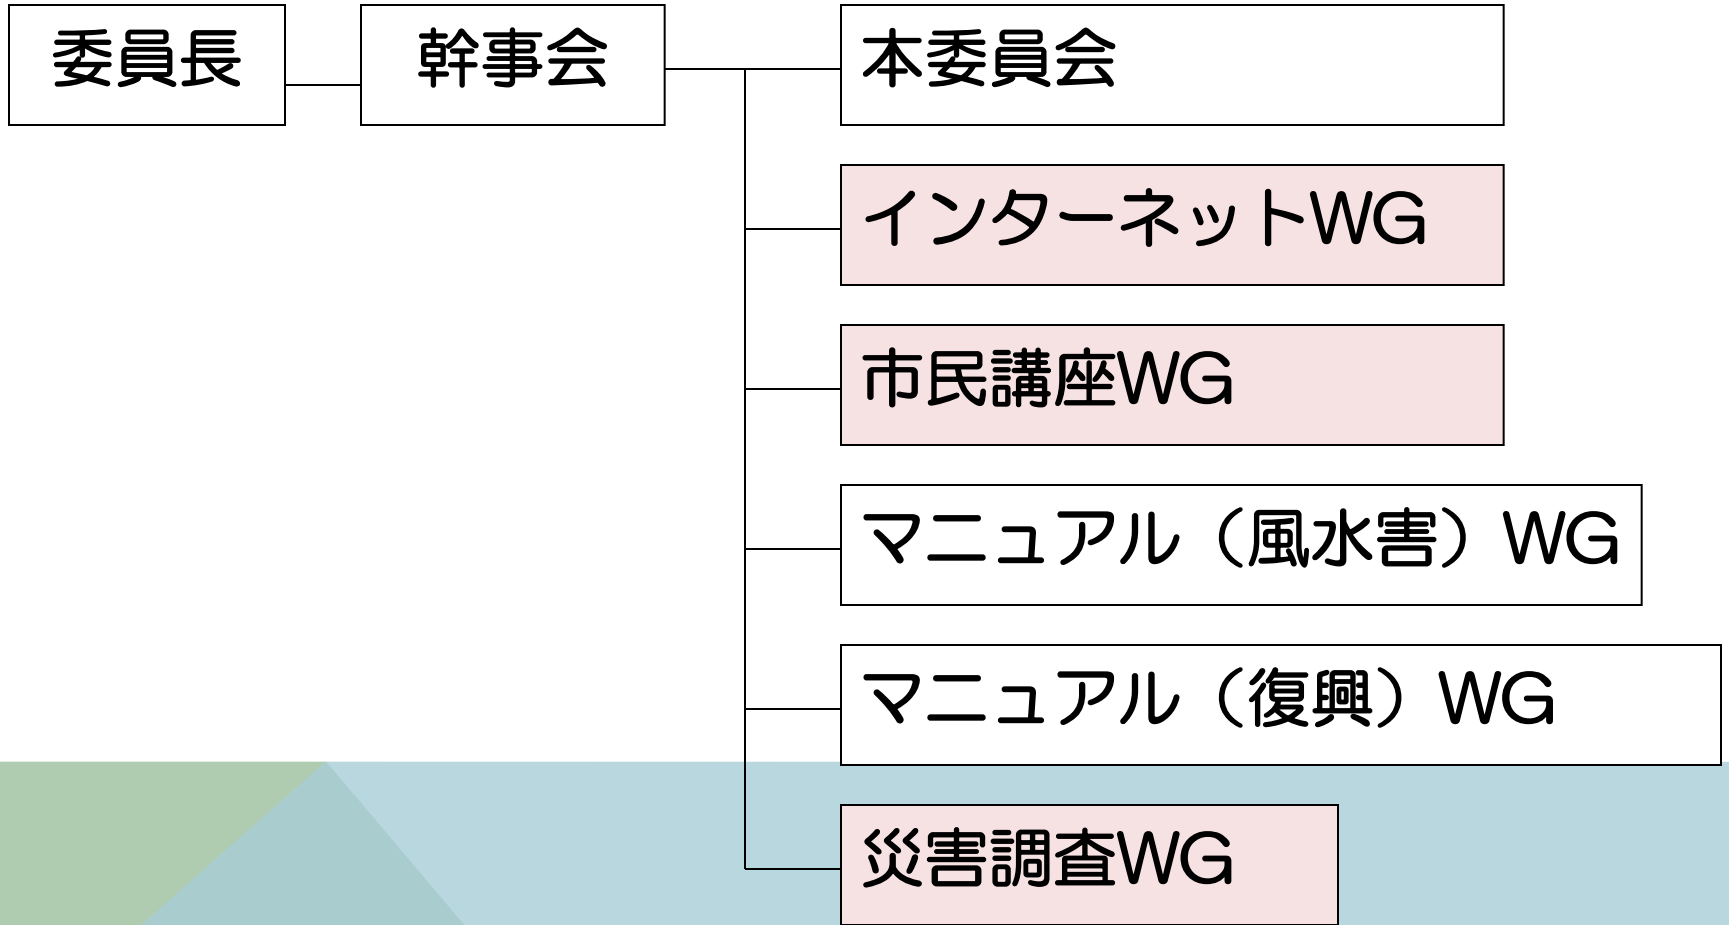 委員長
幹事会
本委員会
インターネットWG
市民講座WG
マニュアル（風水害）WG
マニュアル（復興）WG
災害調査WG